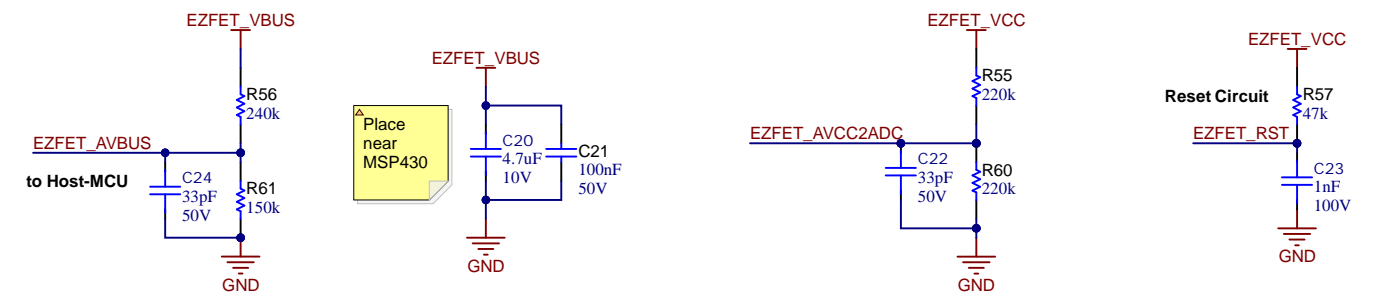 EZFET_VBUS
R56
240k
EZFET_AVBUS
to Host-MCU
C24
33pF
50V
R61
150k
GND
EZFET_VBUS
Place
near
MSP430
C20
4.7uF
10V
C21
100nF
50V
GND
EZFET_VCC
R55
220k
EZFET_AVCC2ADC
C22
33pF
50V
R60
220k
GND
EZFET_VCC
Reset Circuit
R57
47k
EZFET_RST
C23
1nF
100V
GND